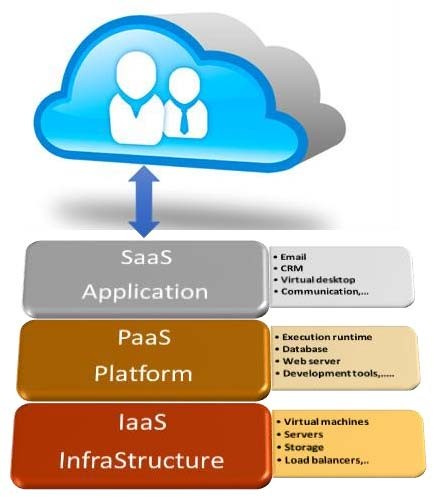 SaaS
Application
• Email
• CRM
• Virtual desktop
• Communication,...
PaaS
Platform
• Execution runtime
• Database
• Web server
• Development tools,.....
IaaS
InfraStructure
• Virtual machines
• Servers
• Storage
• Load balancers,..